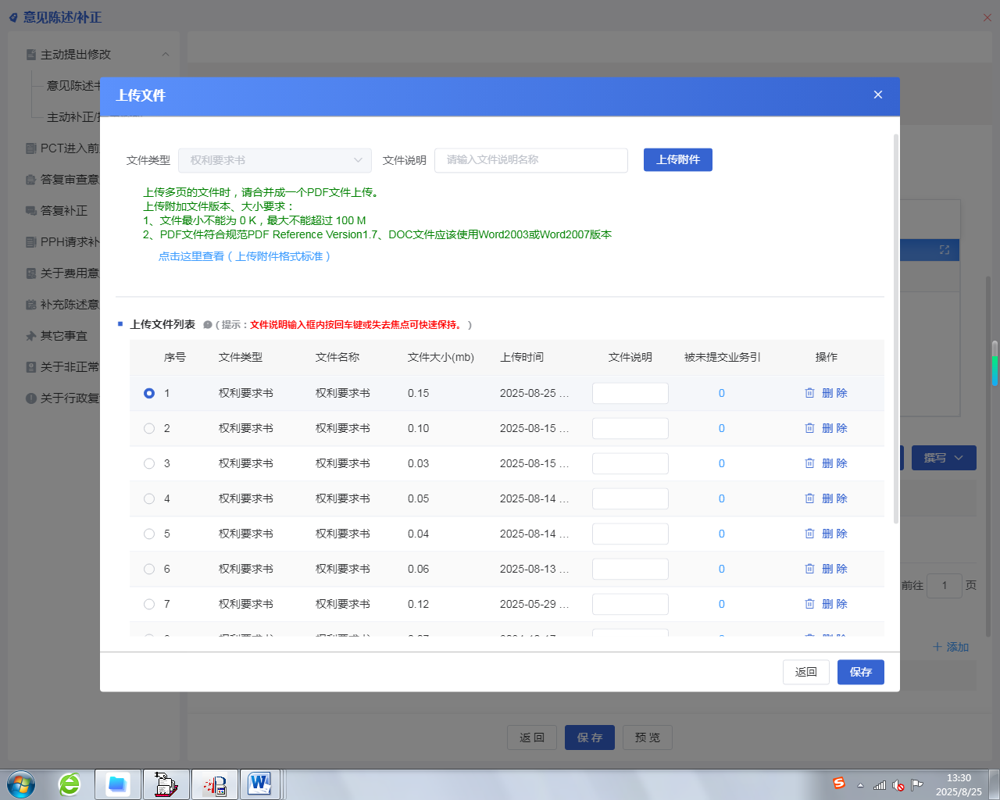 意见陈述/补正
主动提出修改
意见陈述书
主动补正/
PCT进入前
答复审查意
答复补正
PPH请求补
关于费用意
补充陈述意
其它事宜
关于非正常
关于行政复
上传文件
文件类型 权利要求书 文件说明 请输入文件说明名称 上传附件
上传多页的文件时，请合并成一个PDF文件上传。
上传附加文件版本、大小要求：
1、文件最小不能为 0 K，最大不能超过 100 M
2、PDF文件符合规范PDF Reference Version1.7、DOC文件应该使用Word2003或Word2007版本
点击这里查看（上传附件格式标准）
上传文件列表 （提示：文件说明输入框内按回车键或失去焦点可快速保持。）
序号 文件类型 文件名称 文件大小(mb) 上传时间 文件说明 被未提交业务引 操作
1 权利要求书 权利要求书 0.15 2025-08-25 ... 0 删 除
2 权利要求书 权利要求书 0.10 2025-08-15 ... 0 删 除
3 权利要求书 权利要求书 0.03 2025-08-15 ... 0 删 除
4 权利要求书 权利要求书 0.05 2025-08-14 ... 0 删 除
5 权利要求书 权利要求书 0.04 2025-08-14 ... 0 删 除
6 权利要求书 权利要求书 0.06 2025-08-13 ... 0 删 除
7 权利要求书 权利要求书 0.12 2025-05-29 ... 0 删 除
返回 保存
撰写
前往 1 页
添加
返 回 保 存 预 览
13:30
2025/8/25